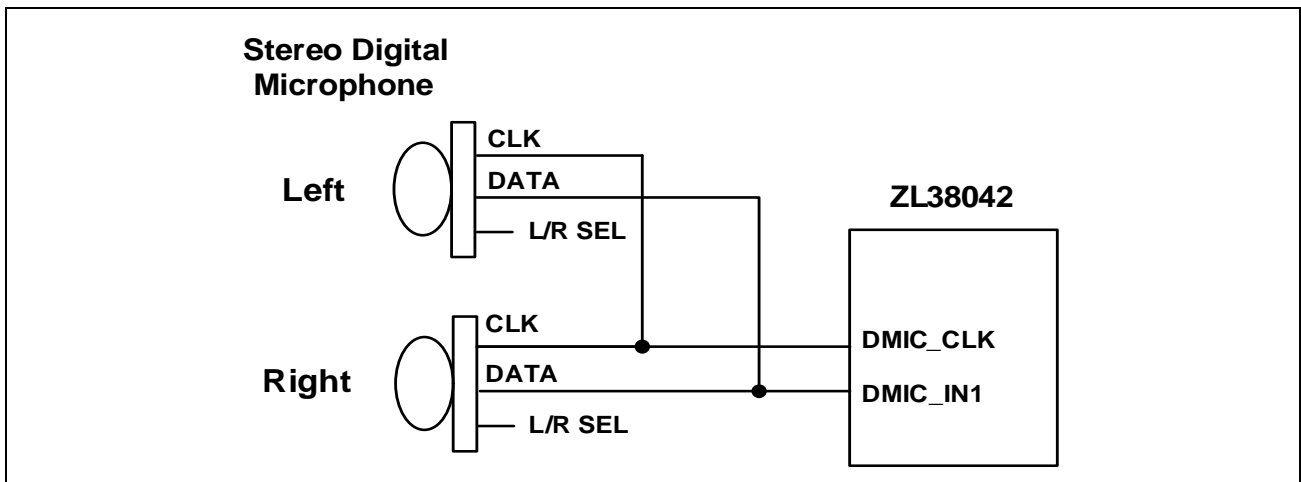 Stereo Digital
Microphone
CLK
DATA
Left
L/R SEL
ZL38042
CLK
DMIC_CLK
Right
DATA
DMIC_IN1
L/R SEL